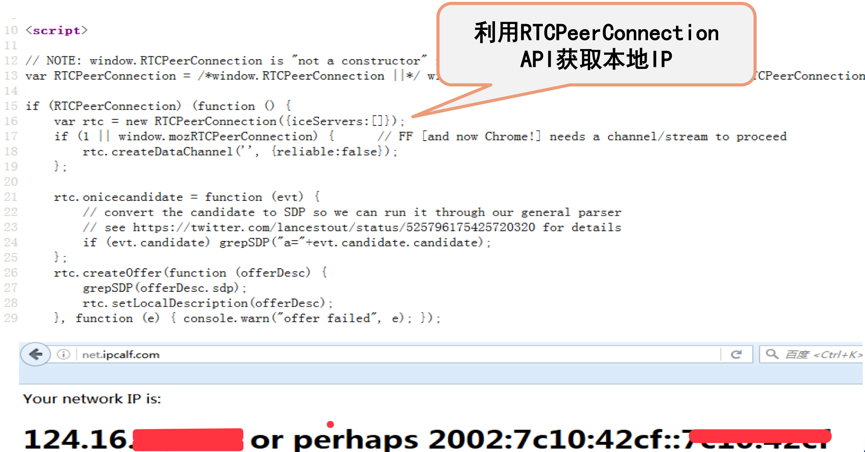 利用RTCPeerConnection
API获取本地IP
10 <script>
11
12 // NOTE: window.RTCPeerConnection is "not a constructor"
13 var RTCPeerConnection = /*window.RTCPeerConnection ||*/ wi CPeerConnection
14
15 if (RTCPeerConnection) (function () {
16 var rtc = new RTCPeerConnection({iceServers:[]});
17 if (1 || window.mozRTCPeerConnection) { // FF [and now Chrome!] needs a channel/stream to proceed
18 rtc.createDataChannel('', {reliable:false});
19 };
20
21 rtc.onicecandidate = function (evt) {
22 // convert the candidate to SDP so we can run it through our general parser
23 // see https://twitter.com/lancestout/status/525796175425720320 for details
24 if (evt.candidate) grepSDP("a="+evt.candidate.candidate);
25 };
26 rtc.createOffer(function (offerDesc) {
27 grepSDP(offerDesc.sdp);
28 rtc.setLocalDescription(offerDesc);
29 }, function (e) { console.warn("offer failed", e); });
net.ipcalf.com 百度 <Ctrl+K>
Your network IP is:
124.16. or perhaps 2002:7c10:42cf::